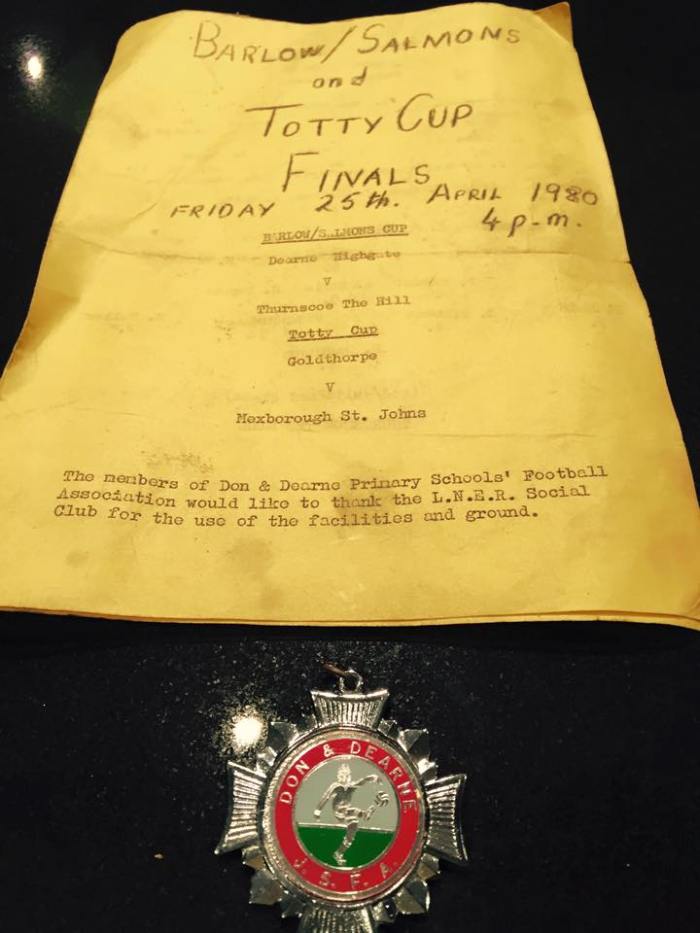 BARLOW/SALMONS
and
TOTTY CUP
FINALS
FRIDAY 25th. APRIL 1980
4 p-m.
BARLOW/SALMONS CUP
Dearne Highgate
V
Thurnscoe The Hill
Totty Cup
Goldthorpe
V
Mexborough St. Johns
The members of Don & Dearne Primary Schools' Football
Association would like to thank the L.N.E.R. Social
Club for the use of the facilities and ground.
DON & DEARNE
J. S. F. A.